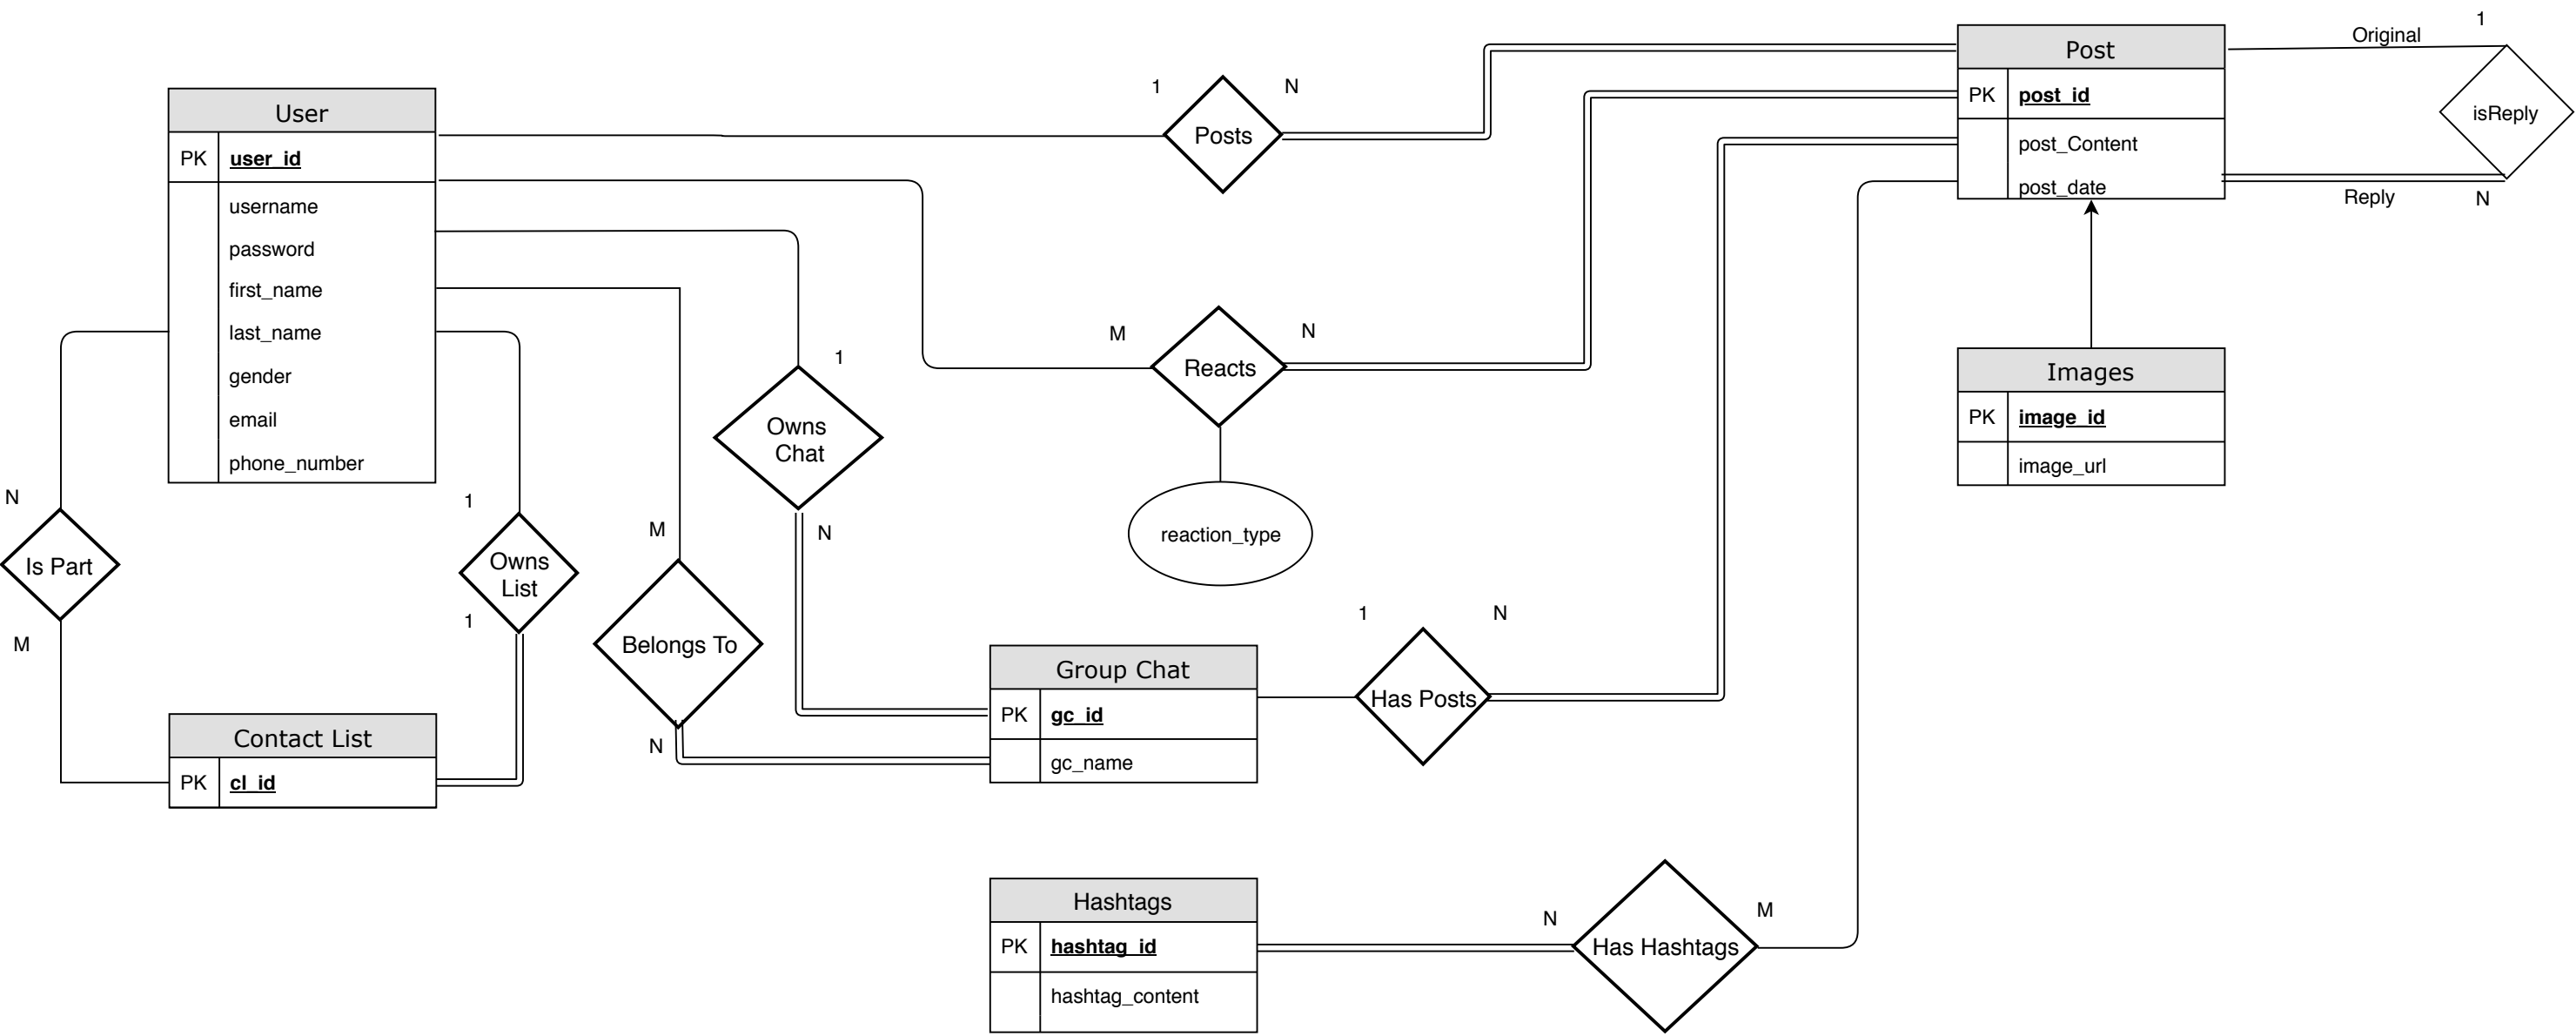 User
PK user_id
username
password
first_name
last_name
gender
email
phone_number
1
Posts
N
Post
PK post_id
post_Content
post_date
Original
1
isReply
Reply
N
M
Reacts
N
reaction_type
Images
PK image_id
image_url
1
Owns
Chat
N
N
Is Part
M
1
Owns
List
1
M
Belongs To
N
Contact List
PK cl_id
Group Chat
PK gc_id
gc_name
1
Has Posts
N
Hashtags
PK hashtag_id
hashtag_content
N
Has Hashtags
M